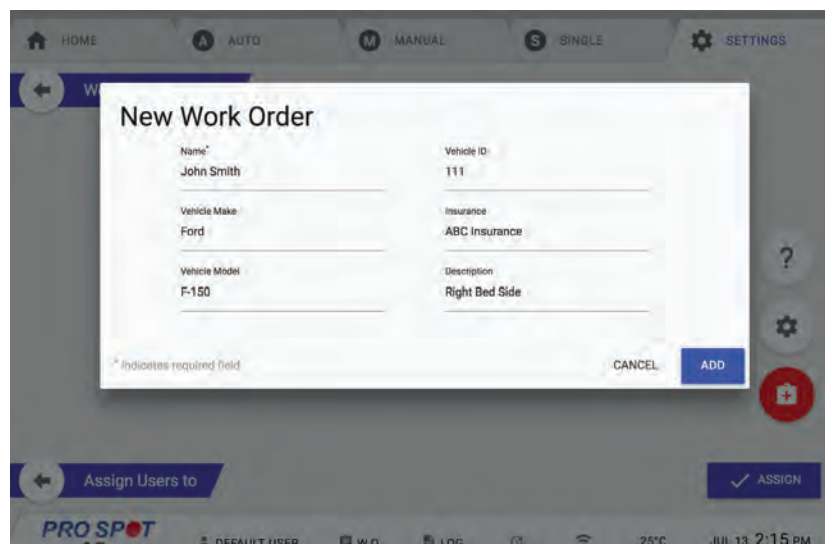 HOME A AUTO M MANUAL S SINGLE SETTINGS
W
New Work Order
Name* Vehicle ID
John Smith 111
Vehicle Make Insurance
Ford ABC Insurance
Vehicle Model Description
F-150 Right Bed Side
* Indicates required field CANCEL ADD
?
Assign Users to ASSIGN
PRO SPOT DEFAULT USER W.O. LOG 25°C JUL 13 2:15 PM